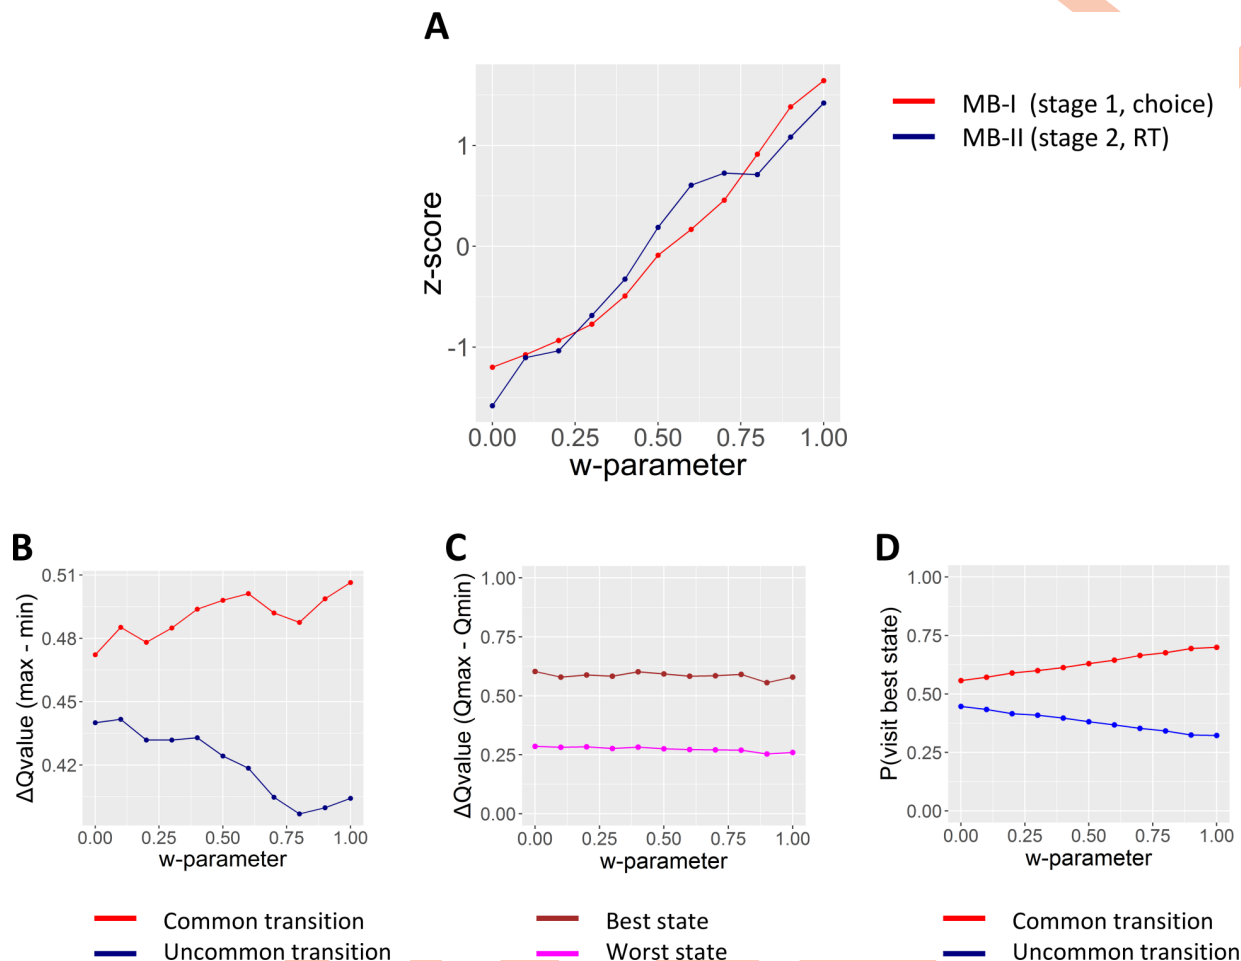 A
MB-I (stage 1, choice)
MB-II (stage 2, RT)
z-score
1
0
-1
0.00 0.25 0.50 0.75 1.00
w-parameter
B
ΔQvalue (max - min)
0.51
0.48
0.45
0.42
0.00 0.25 0.50 0.75 1.00
w-parameter
Common transition
Uncommon transition
C
ΔQvalue (Qmax - Qmin)
1.00
0.75
0.50
0.25
0.00
0.00 0.25 0.50 0.75 1.00
w-parameter
Best state
Worst state
D
P(visit best state)
1.00
0.75
0.50
0.25
0.00
0.00 0.25 0.50 0.75 1.00
w-parameter
Common transition
Uncommon transition